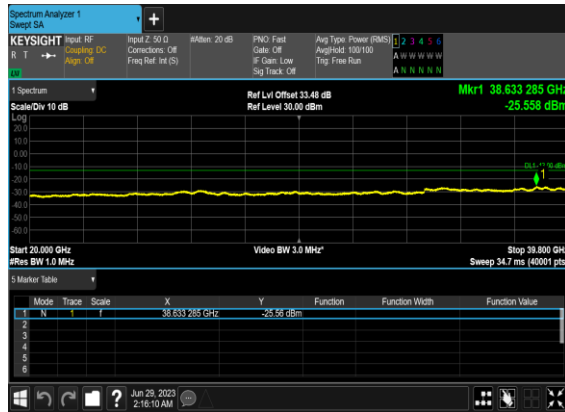 Spectrum Analyzer 1
Swept SA
+
KEYSIGHT Input: RF Input Z: 50 Ω #Atten: 20 dB PNO: Fast Avg Type: Power (RMS) 1 2 3 4 5 6
R T Coupling: DC Corrections: Off Gate: Off Avg|Hold: 100/100 A W W W W W
Align: Off Freq Ref: Int (S) IF Gain: Low Trig: Free Run
Sig Track: Off A N N N N N
LW
1 Spectrum Ref Lvl Offset 33.48 dB Mkr1 38.633 285 GHz
Scale/Div 10 dB Ref Level 30.00 dBm -25.558 dBm
Log
20.0
10.0
0.00
-10.0
1
-20.0
-30.0
-40.0
-50.0
-60.0
Start 20.000 GHz Video BW 3.0 MHz* Stop 39.800 GHz
#Res BW 1.0 MHz Sweep 34.7 ms (40001 pts)
5 Marker Table
Mode Trace Scale X Y Function Function Width Function Value
1 N 1 f 38.633 285 GHz -25.56 dBm
2
3
4
5
6
? Jun 29, 2023
2:16:10 AM